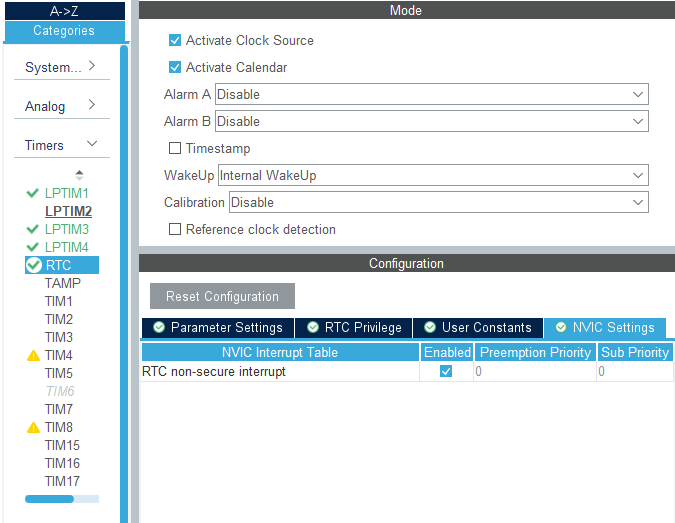 A->Z
Categories
System...
Analog
Timers
LPTIM1
LPTIM2
LPTIM3
LPTIM4
RTC
TAMP
TIM1
TIM2
TIM3
TIM4
TIM5
TIM6
TIM7
TIM8
TIM15
TIM16
TIM17
Mode
Activate Clock Source
Activate Calendar
Alarm A Disable
Alarm B Disable
Timestamp
WakeUp Internal WakeUp
Calibration Disable
Reference clock detection
Configuration
Reset Configuration
Parameter Settings RTC Privilege User Constants NVIC Settings
NVIC Interrupt Table Enabled Preemption Priority Sub Priority
RTC non-secure interrupt 0 0